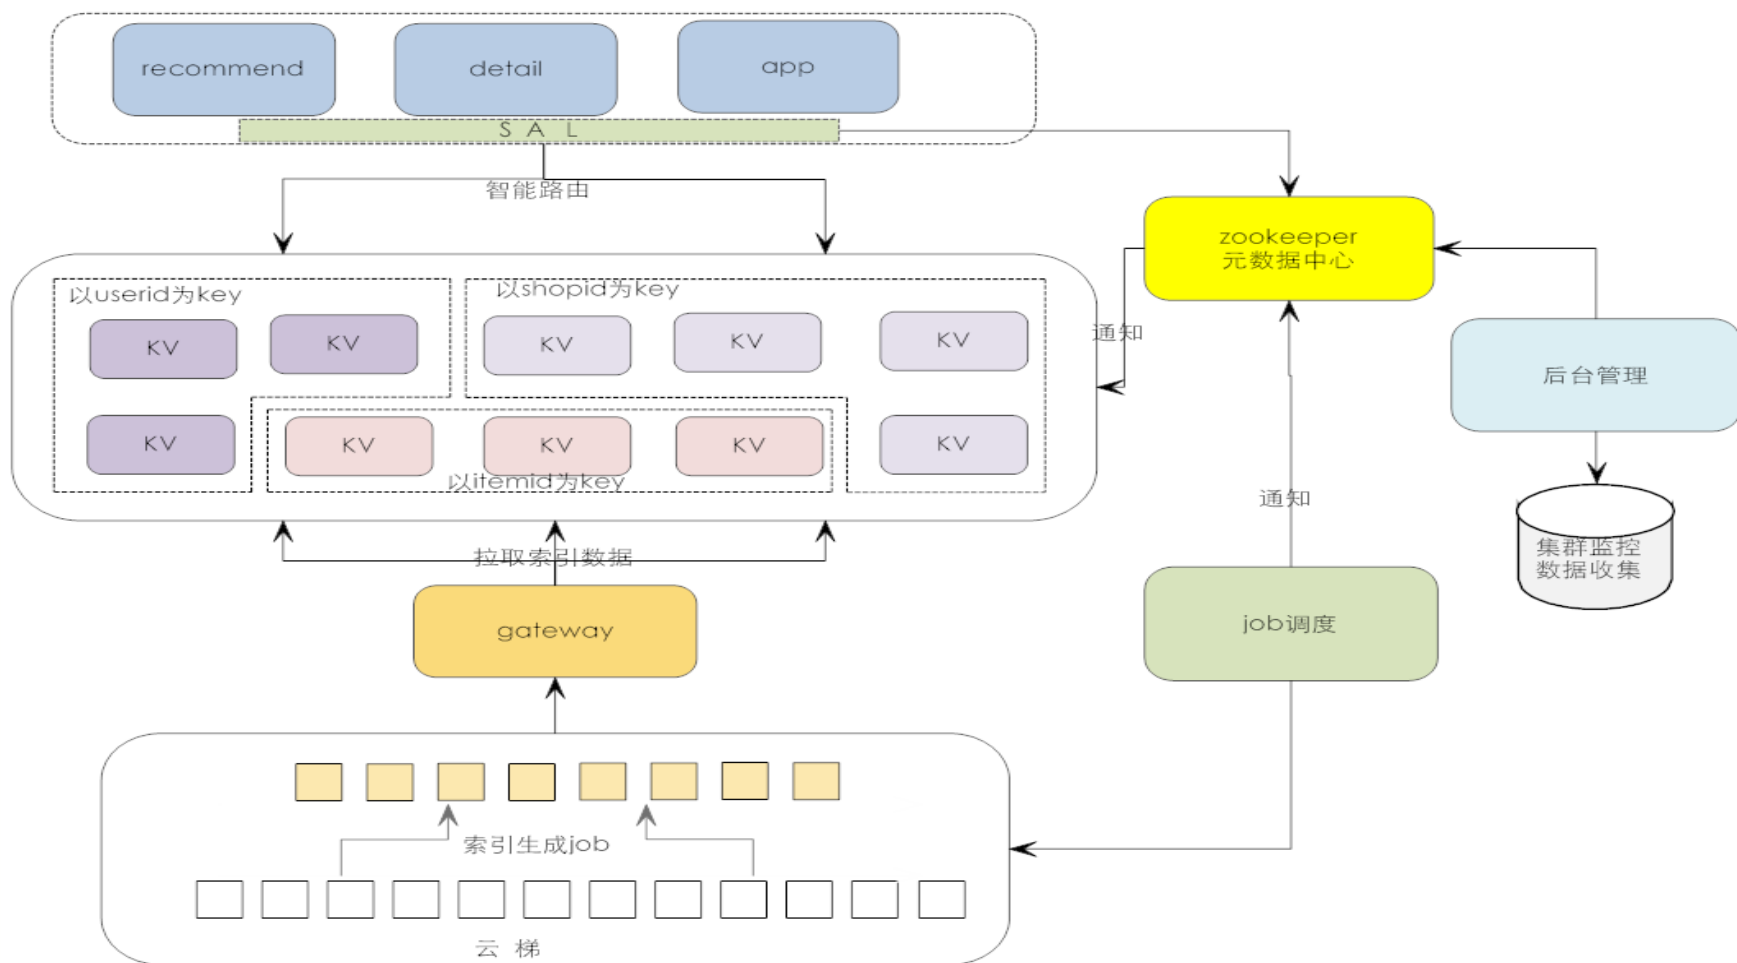 recommend
detail
app
S A L
智能路由
zookeeper
元数据中心
以userid为key
以shopid为key
KV
KV
KV
KV
KV
通知
后台管理
KV
KV
KV
KV
KV
以itemid为key
通知
拉取索引数据
集群监控
数据收集
gateway
job调度
索引生成job
云 梯